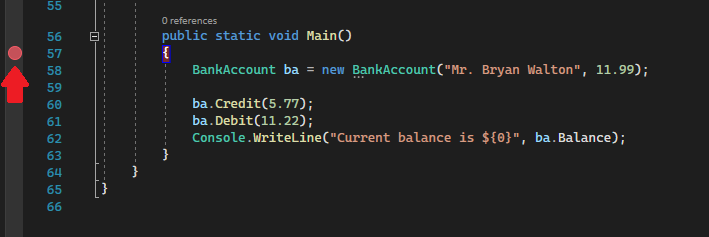 55
0 references
56 public static void Main()
57 {
58 BankAccount ba = new BankAccount("Mr. Bryan Walton", 11.99);
59
60 ba.Credit(5.77);
61 ba.Debit(11.22);
62 Console.WriteLine("Current balance is ${0}", ba.Balance);
63 }
64 }
65 }
66